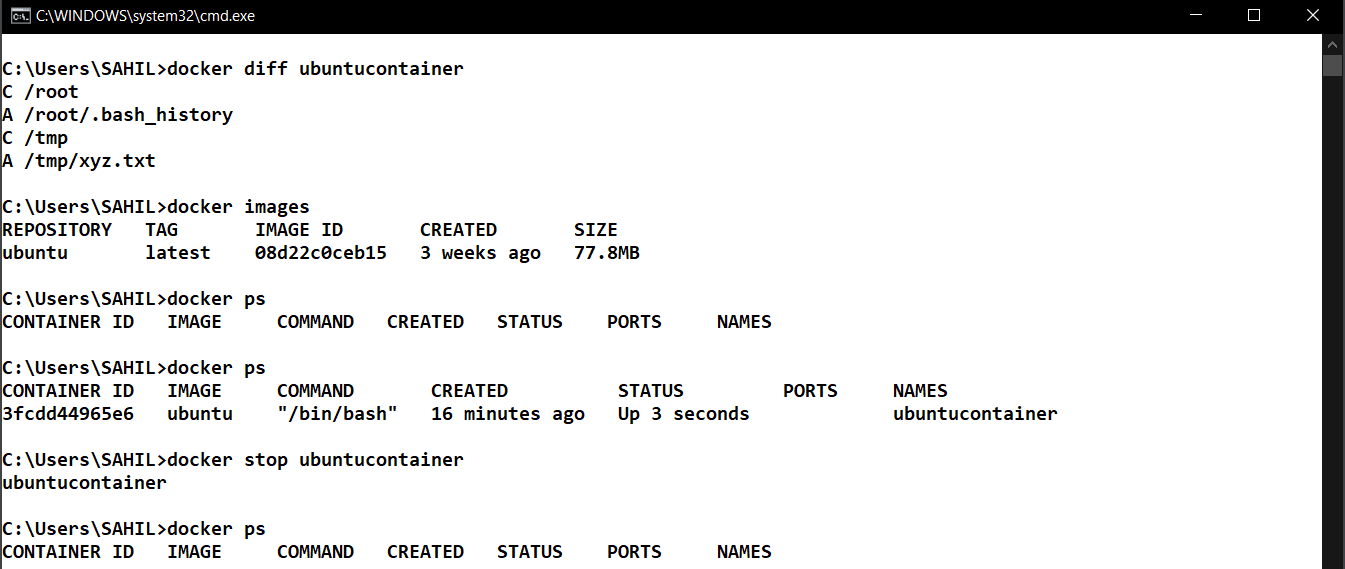 C:\WINDOWS\system32\cmd.exe
C:\Users\SAHIL>docker diff ubuntucontainer
C /root
A /root/.bash_history
C /tmp
A /tmp/xyz.txt
C:\Users\SAHIL>docker images
REPOSITORY   TAG       IMAGE ID       CREATED       SIZE
ubuntu       latest    08d22c0ceb15   3 weeks ago   77.8MB
C:\Users\SAHIL>docker ps
CONTAINER ID   IMAGE     COMMAND   CREATED   STATUS    PORTS     NAMES
C:\Users\SAHIL>docker ps
CONTAINER ID   IMAGE     COMMAND       CREATED          STATUS         PORTS     NAMES
3fcdd44965e6   ubuntu    "/bin/bash"   16 minutes ago   Up 3 seconds             ubuntucontainer
C:\Users\SAHIL>docker stop ubuntucontainer
ubuntucontainer
C:\Users\SAHIL>docker ps
CONTAINER ID   IMAGE     COMMAND   CREATED   STATUS    PORTS     NAMES